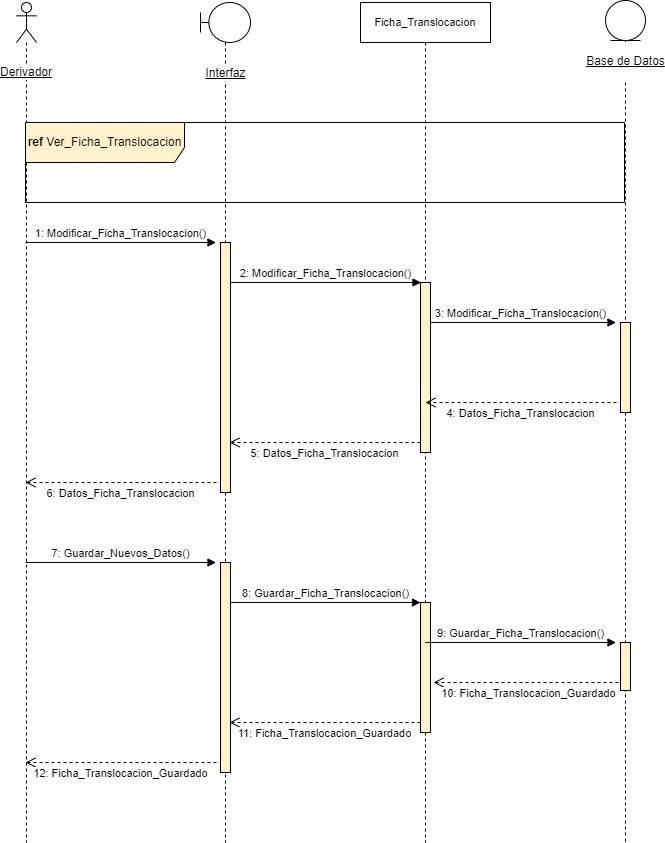 Derivador
Interfaz
Ficha_Translocacion
Base de Datos
ref Ver_Ficha_Translocacion
1: Modificar_Ficha_Translocacion()
2: Modificar_Ficha_Translocacion()
3: Modificar_Ficha_Translocacion()
4: Datos_Ficha_Translocacion
5: Datos_Ficha_Translocacion
6: Datos_Ficha_Translocacion
7: Guardar_Nuevos_Datos()
8: Guardar_Ficha_Translocacion()
9: Guardar_Ficha_Translocacion()
10: Ficha_Translocacion_Guardado
11: Ficha_Translocacion_Guardado
12: Ficha_Translocacion_Guardado